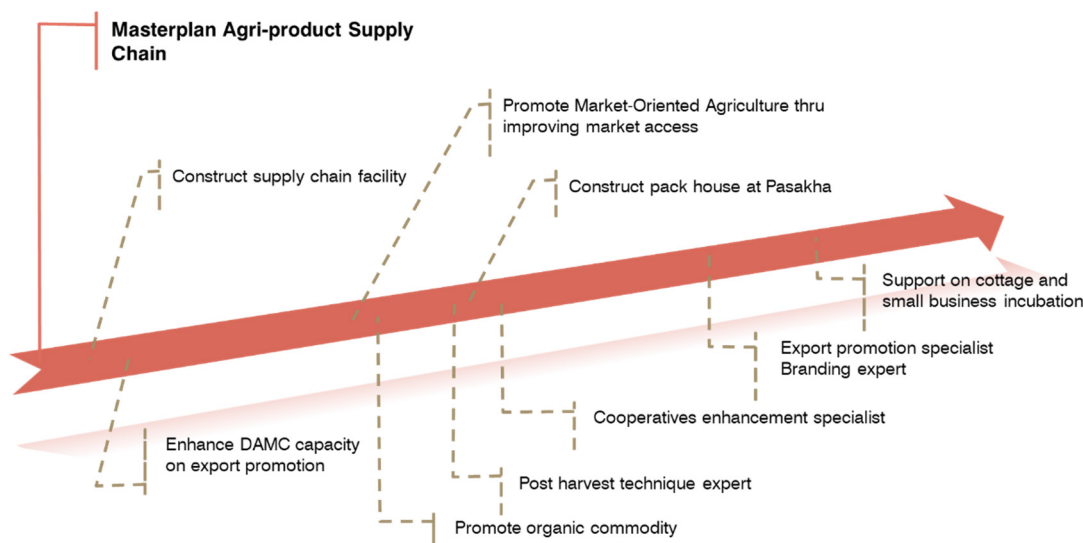 Masterplan Agri-product Supply
Chain
Promote Market-Oriented Agriculture thru
improving market access
Construct supply chain facility
Construct pack house at Pasakha
Support on cottage and
small business incubation
Export promotion specialist
Branding expert
Cooperatives enhancement specialist
Enhance DAMC capacity
on export promotion
Post harvest technique expert
Promote organic commodity